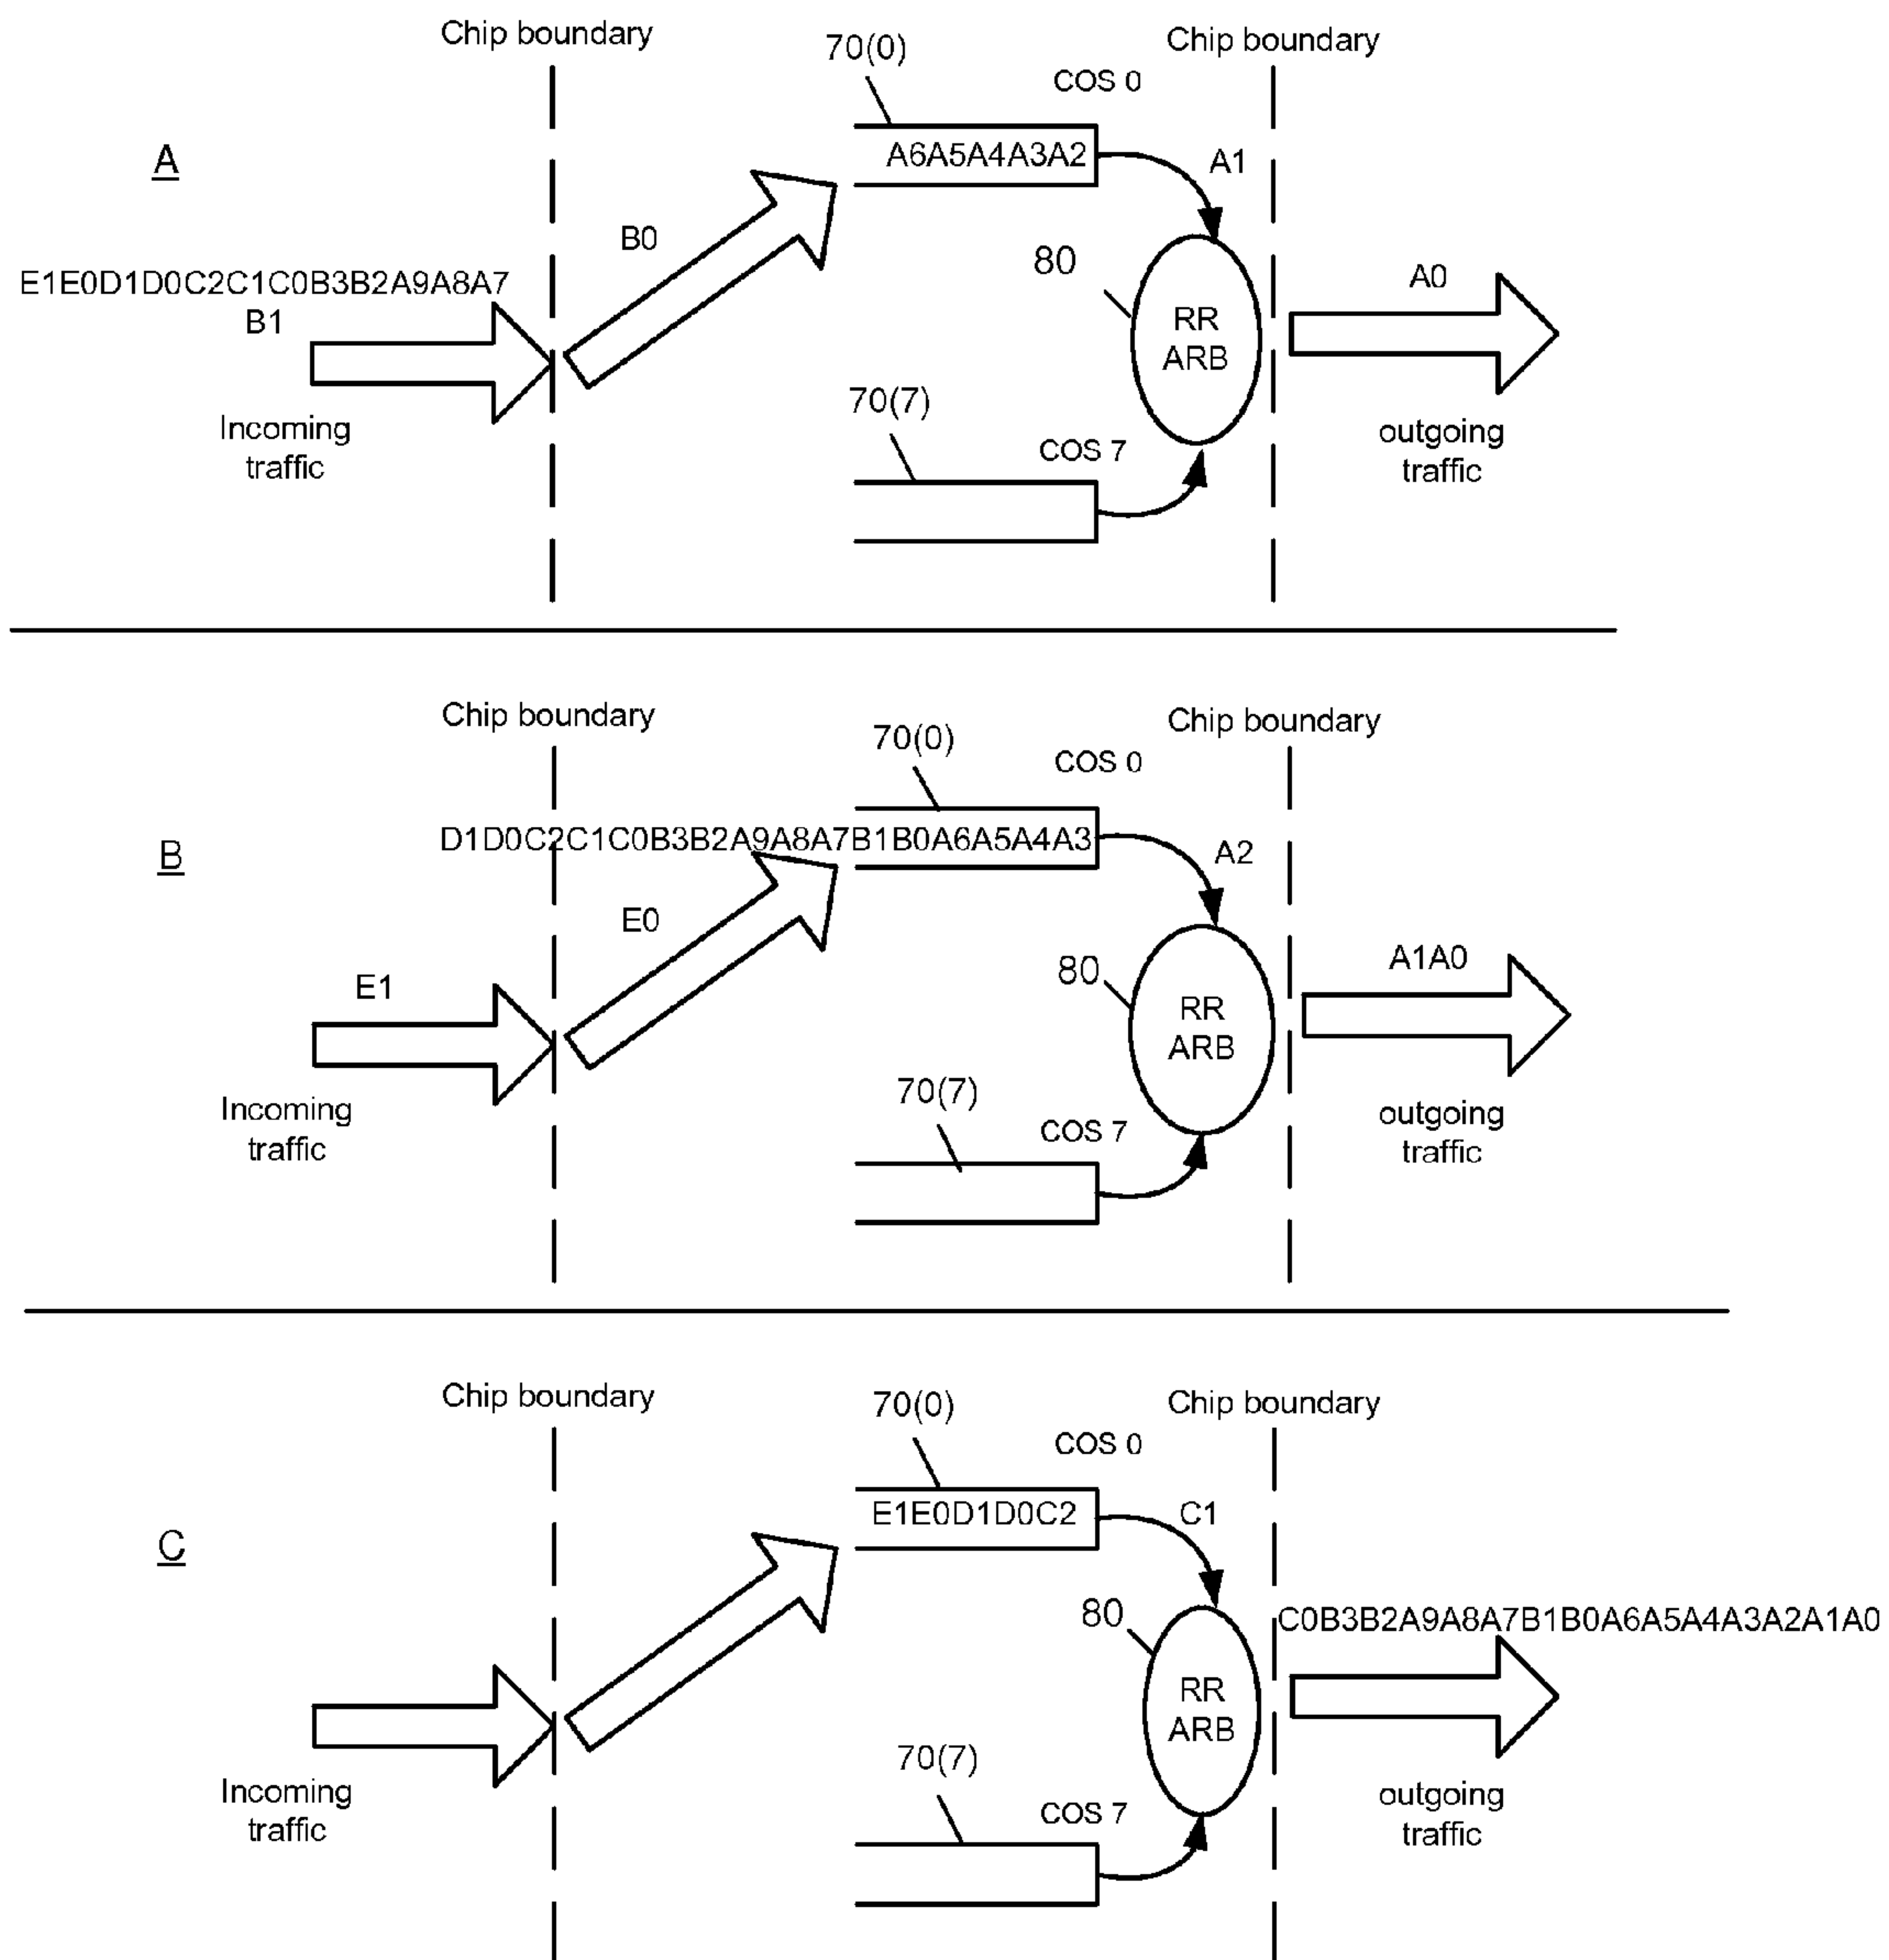 Chip boundary
Chip boundary
70(0)
COS 0
A
A6A5A4A3A2
A1
B0
80
A0
E1E0D1D0C2C1C0B3B2A9A8A7
B1
RR
ARB
Incoming
traffic
70(7)
COS 7
outgoing
traffic
Chip boundary
Chip boundary
70(0)
COS 0
B
D1D0C2C1C0B3B2A9A8A7B1B0A6A5A4A3
A2
E0
80
A1A0
E1
RR
ARB
Incoming
traffic
70(7)
COS 7
outgoing
traffic
Chip boundary
Chip boundary
70(0)
COS 0
C
E1E0D1D0C2
C1
80
C0B3B2A9A8A7B1B0A6A5A4A3A2A1A0
RR
ARB
Incoming
traffic
70(7)
COS 7
outgoing
traffic